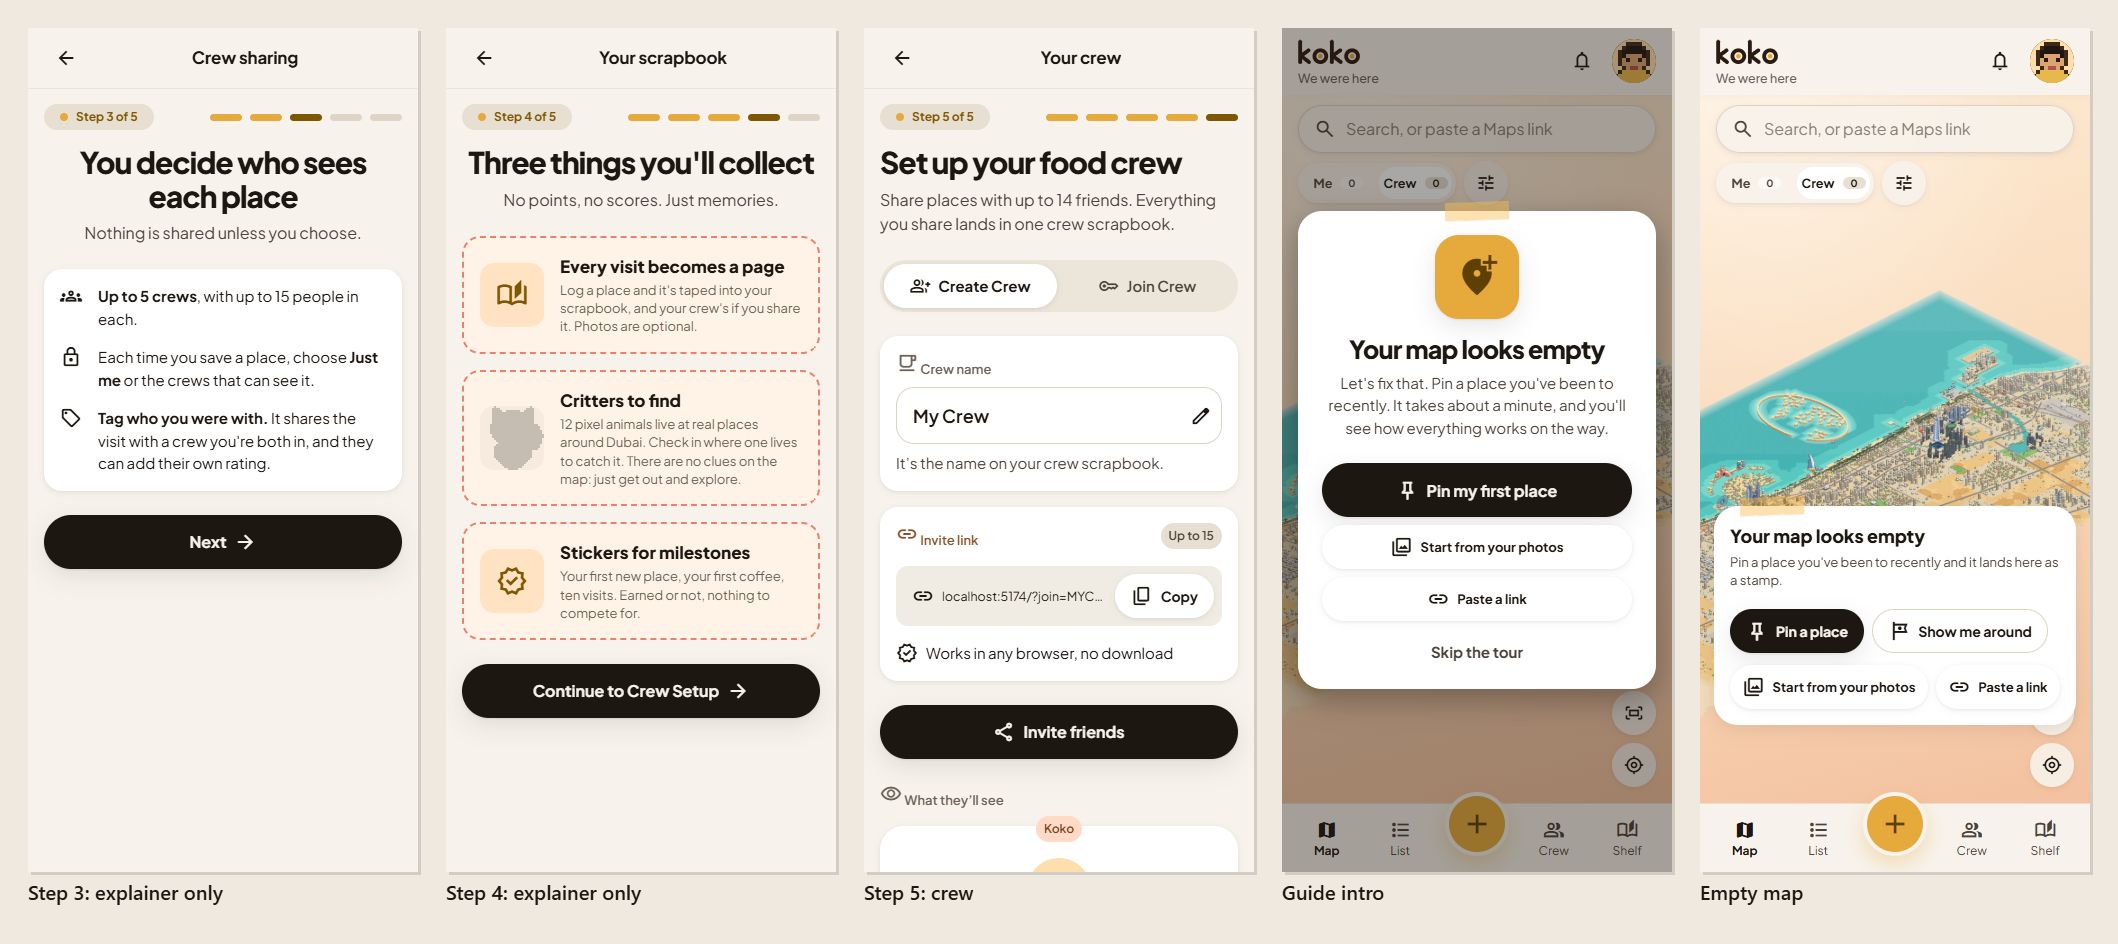 Crew sharing
Step 3 of 5
You decide who sees
each place
Nothing is shared unless you choose.
Up to 5 crews, with up to 15 people in
each.
Each time you save a place, choose Just
me or the crews that can see it.
Tag who you were with. It shares the
visit with a crew you're both in, and they
can add their own rating.
Next
Step 3: explainer only
Your scrapbook
Step 4 of 5
Three things you'll collect
No points, no scores. Just memories.
Every visit becomes a page
Log a place and it's taped into your
scrapbook, and your crew's if you share
it. Photos are optional.
Critters to find
12 pixel animals live at real places
around Dubai. Check in where one lives
to catch it. There are no clues on the
map: just get out and explore.
Stickers for milestones
Your first new place, your first coffee,
ten visits. Earned or not, nothing to
compete for.
Continue to Crew Setup
Step 4: explainer only
Your crew
Step 5 of 5
Set up your food crew
Share places with up to 14 friends. Everything
you share lands in one crew scrapbook.
Create Crew
Join Crew
Crew name
My Crew
It's the name on your crew scrapbook.
Invite link
Up to 15
localhost:5174/?join=MYC...
Copy
Works in any browser, no download
Invite friends
What they'll see
Koko
Step 5: crew
koko
We were here
Search, or paste a Maps link
Me 0
Crew 0
Your map looks empty
Let's fix that. Pin a place you've been to
recently. It takes about a minute, and you'll
see how everything works on the way.
Pin my first place
Start from your photos
Paste a link
Skip the tour
Map
List
Crew
Shelf
Guide intro
koko
We were here
Search, or paste a Maps link
Me 0
Crew 0
Your map looks empty
Pin a place you've been to recently and it lands here as
a stamp.
Pin a place
Show me around
Start from your photos
Paste a link
Map
List
Crew
Shelf
Empty map